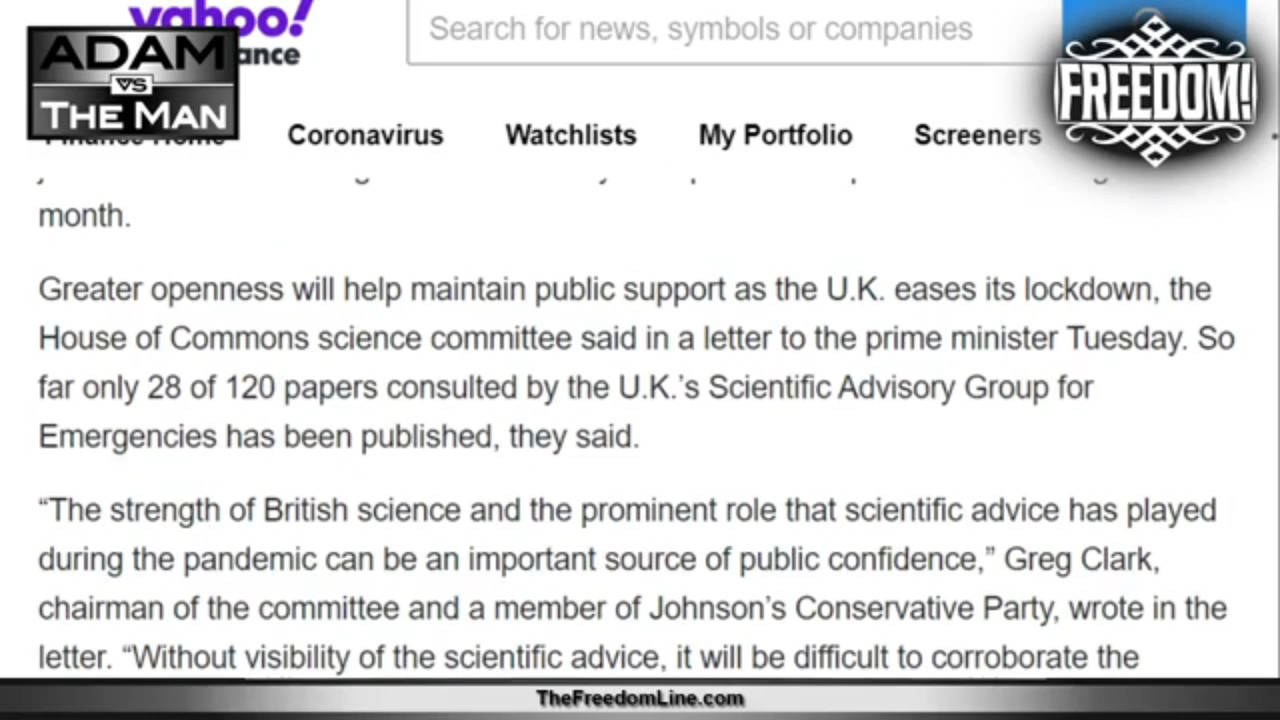 yahoo!
ance
Search for news, symbols or companies
ADAM
VS
THE MAN
FREEDOM!
Finance Home
Coronavirus
Watchlists
My Portfolio
Screeners
month.
Greater openness will help maintain public support as the U.K. eases its lockdown, the
House of Commons science committee said in a letter to the prime minister Tuesday. So
far only 28 of 120 papers consulted by the U.K.’s Scientific Advisory Group for
Emergencies has been published, they said.
“The strength of British science and the prominent role that scientific advice has played
during the pandemic can be an important source of public confidence,” Greg Clark,
chairman of the committee and a member of Johnson’s Conservative Party, wrote in the
letter. “Without visibility of the scientific advice, it will be difficult to corroborate the
TheFreedomLine.com